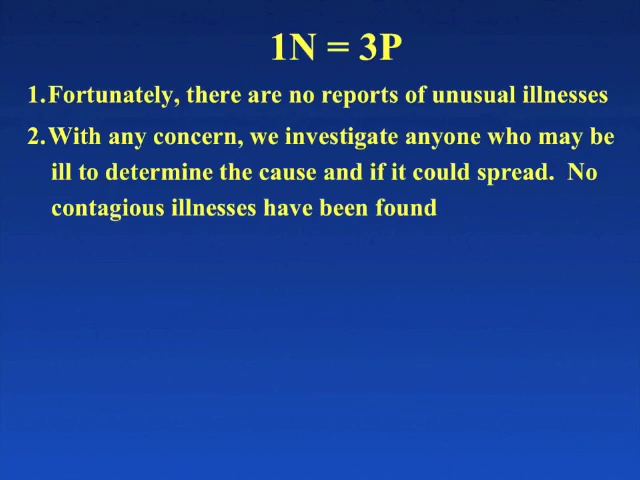 1N = 3P
1. Fortunately, there are no reports of unusual illnesses
2. With any concern, we investigate anyone who may be
ill to determine the cause and if it could spread.  No
contagious illnesses have been found